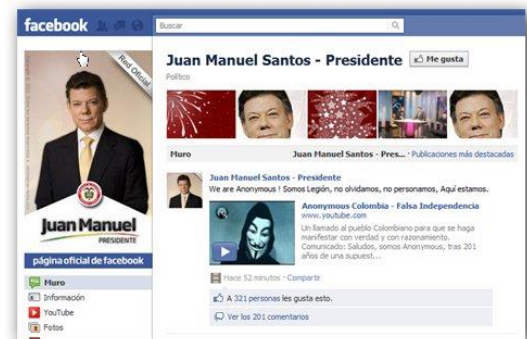 facebook
Buscar
Red Oficial
Juan Manuel
PRESIDENTE
página oficial de facebook
Muro
Información
YouTube
Fotos
Juan Manuel Santos - Presidente
Me gusta
Político
Muro
Juan Manuel Santos - Pres... · Publicaciones más destacadas
Juan Manuel Santos - Presidente
We are Anonymous ! Somos Legión, no olvidamos, no personamos, Aquí estamos.
Anonymous Colombia - Falsa Independencia
www.youtube.com
Un llamado al pueblo Colombiano para que se haga
manifestar con verdad y con razonamiento.
Comunicado: Saludos, somos Anonymous, tras 201
años de una supuest...
Hace 52 minutos · Compartir
A 321 personas les gusta esto.
Ver los 201 comentarios